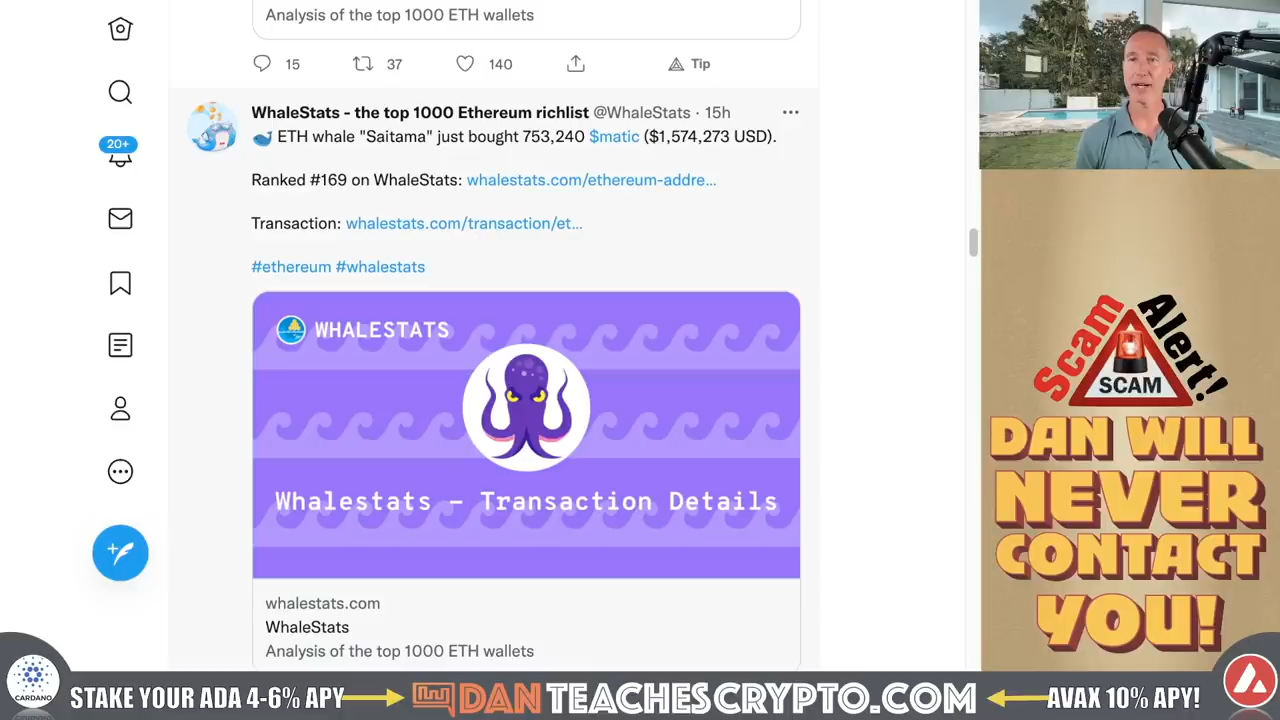 Analysis of the top 1000 ETH wallets
15
37
140
Tip
20+
WhaleStats - the top 1000 Ethereum richlist @WhaleStats · 15h
ETH whale "Saitama" just bought 753,240 $matic ($1,574,273 USD).
Ranked #169 on WhaleStats: whalestats.com/ethereum-addre...
Transaction: whalestats.com/transaction/et...
#ethereum #whalestats
WHALESTATS
Whalestats - Transaction Details
whalestats.com
WhaleStats
Analysis of the top 1000 ETH wallets
Scam Alert!
SCAM
DAN WILL
NEVER
CONTACT
YOU!
CARDANO
STAKE YOUR ADA 4-6% APY
DANTEACHESCRYPTO.COM
AVAX 10% APY!